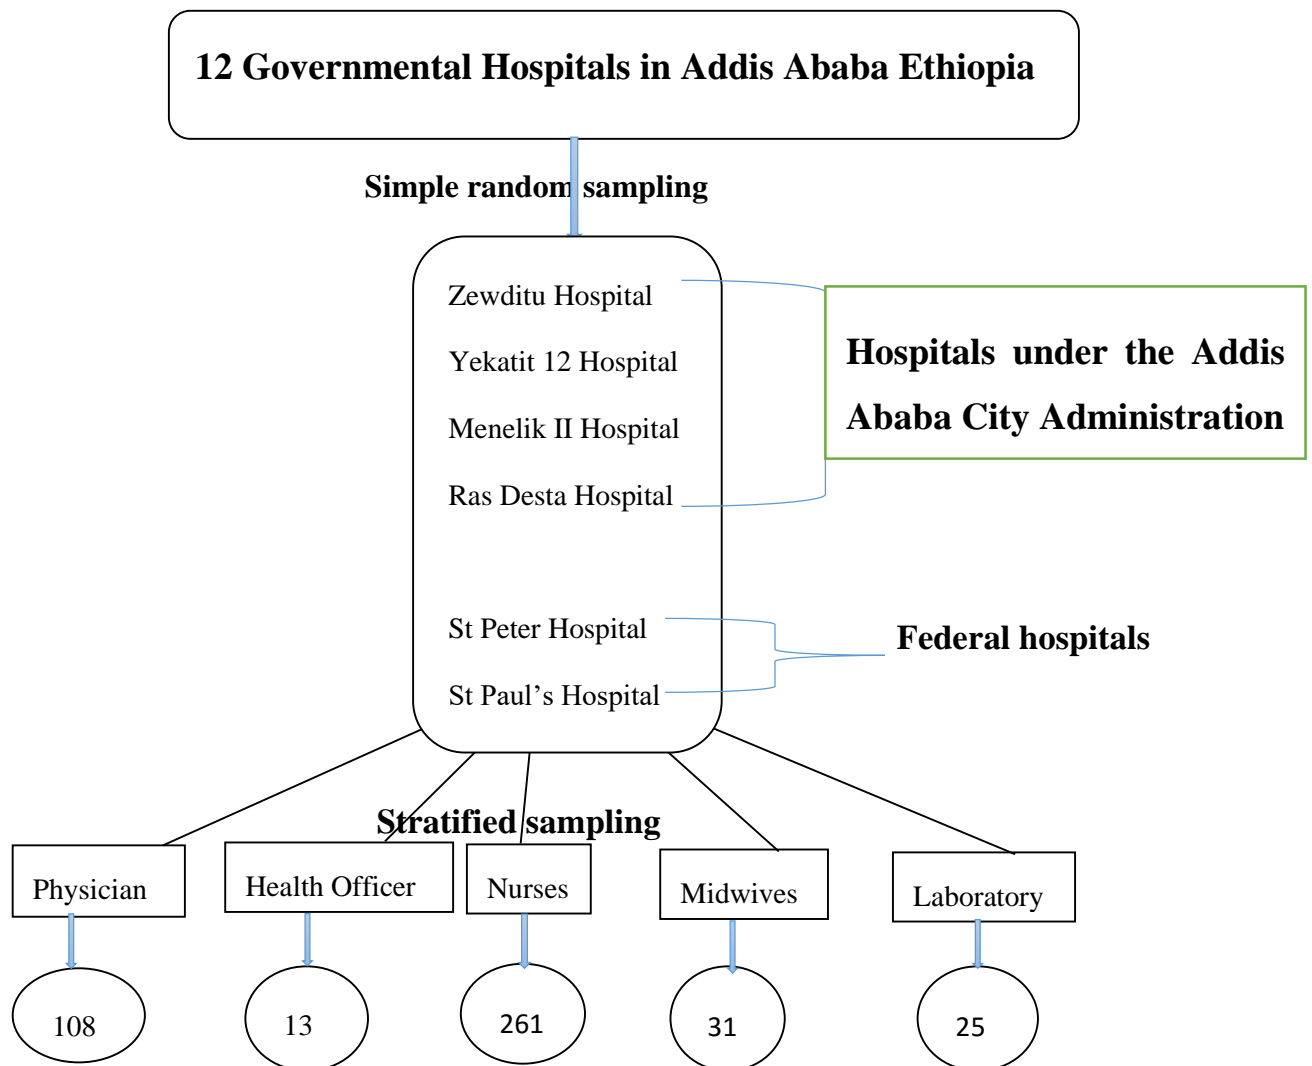 12 Governmental Hospitals in Addis Ababa Ethiopia
Simple random sampling
Zewditu Hospital
Yekatit 12 Hospital
Menelik II Hospital
Ras Desta Hospital
Hospitals under the Addis
Ababa City Administration
St Peter Hospital
St Paul’s Hospital
Federal hospitals
Stratified sampling
Physician
Health Officer
Nurses
Midwives
Laboratory
108
13
261
31
25